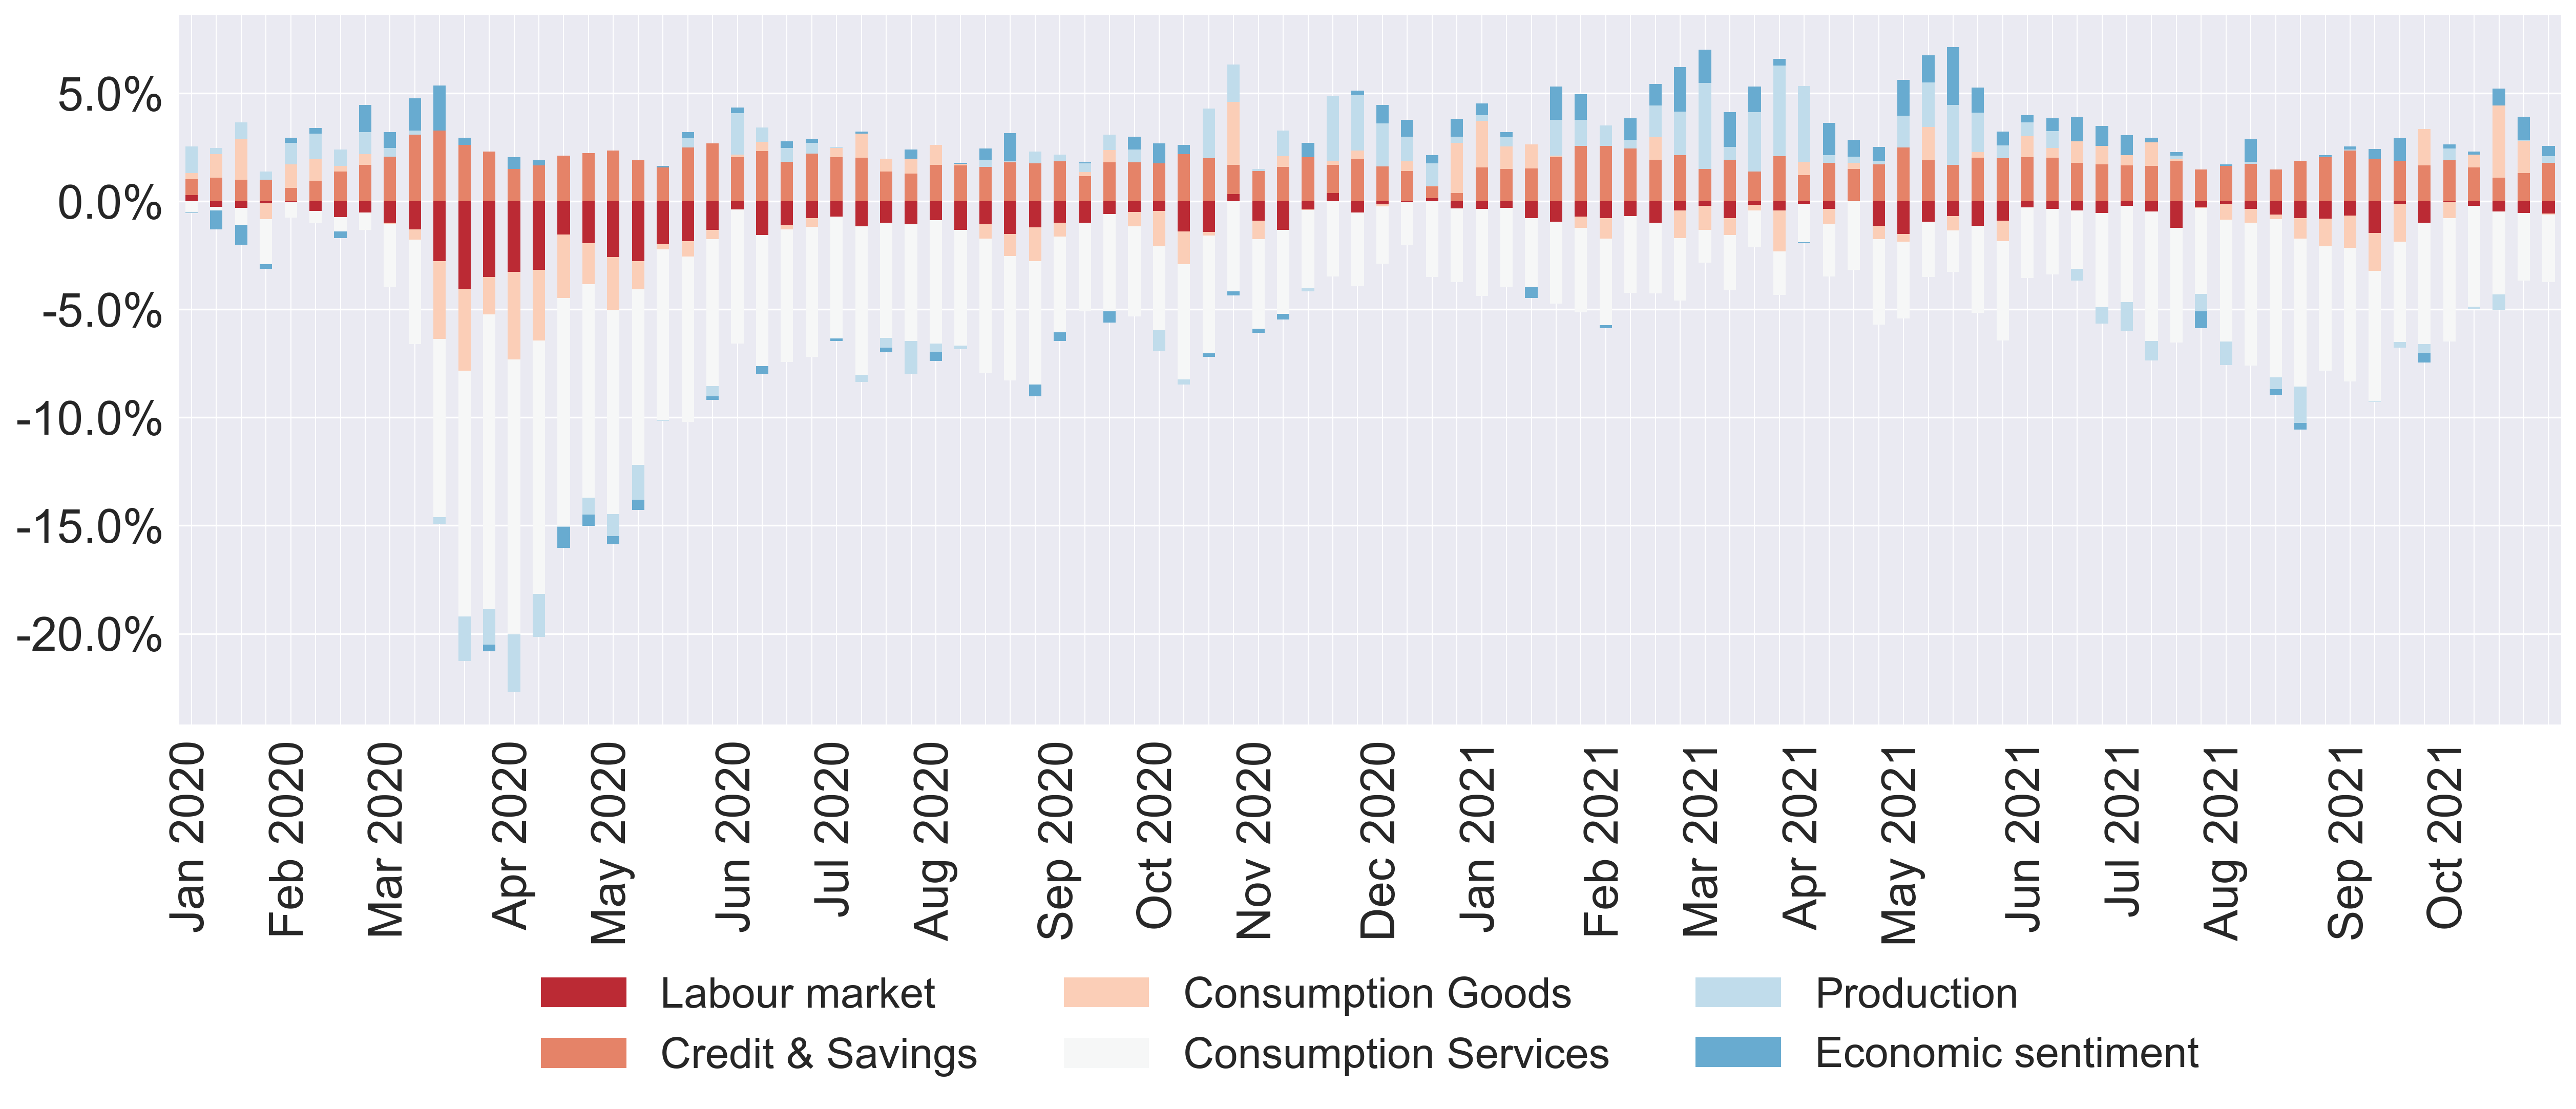 5.0%
0.0%
-5.0%
-10.0%
-15.0%
-20.0%
Jan 2020
Feb 2020
Mar 2020
Apr 2020
May 2020
Jun 2020
Jul 2020
Aug 2020
Sep 2020
Oct 2020
Nov 2020
Dec 2020
Jan 2021
Feb 2021
Mar 2021
Apr 2021
May 2021
Jun 2021
Jul 2021
Aug 2021
Sep 2021
Oct 2021
Labour market
Consumption Goods
Production
Credit & Savings
Consumption Services
Economic sentiment